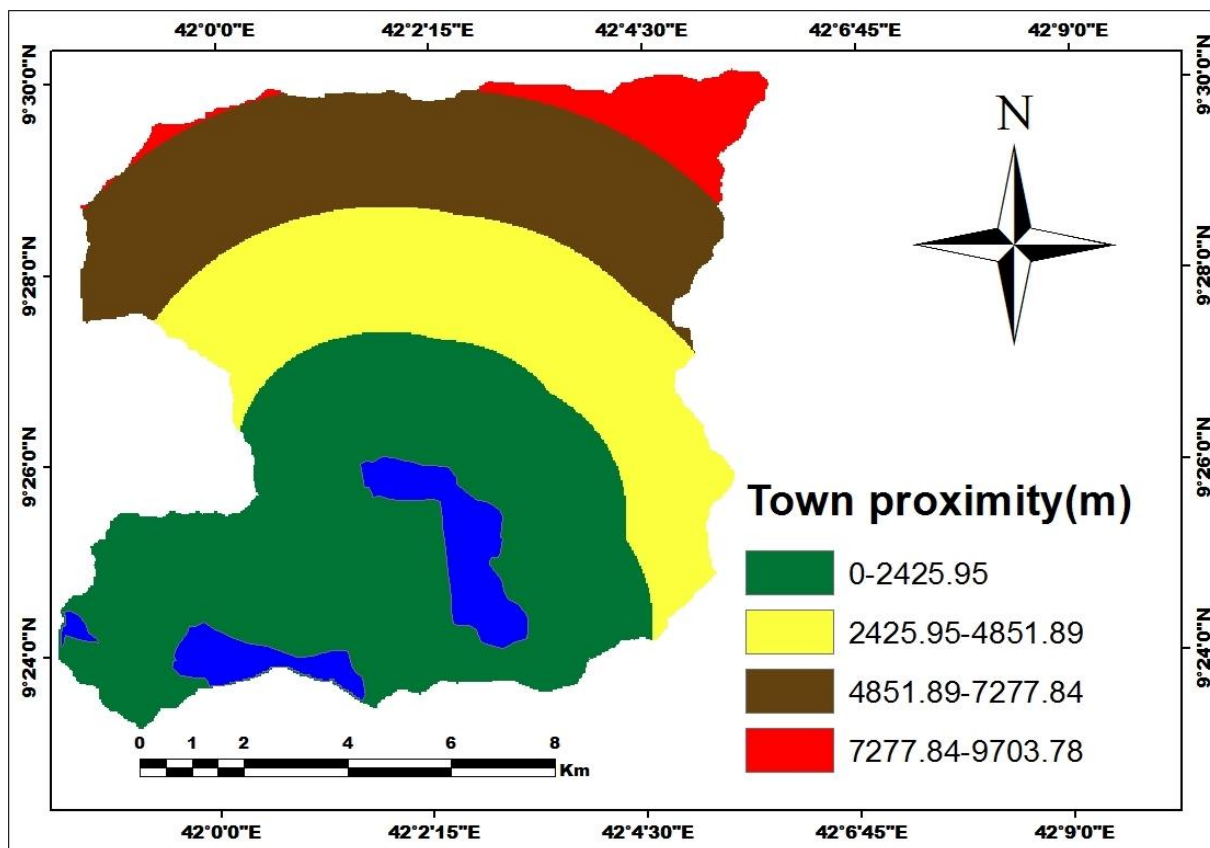 42°0'0"E 42°2'15"E 42°4'30"E 42°6'45"E 42°9'0"E
9°30'0"N 9°30'0"N
N
9°28'0"N 9°28'0"N
9°26'0"N 9°26'0"N
Town proximity(m)
0-2425.95
2425.95-4851.89
9°24'0"N 9°24'0"N
4851.89-7277.84
7277.84-9703.78
0 1 2 4 6 8
Km
42°0'0"E 42°2'15"E 42°4'30"E 42°6'45"E 42°9'0"E